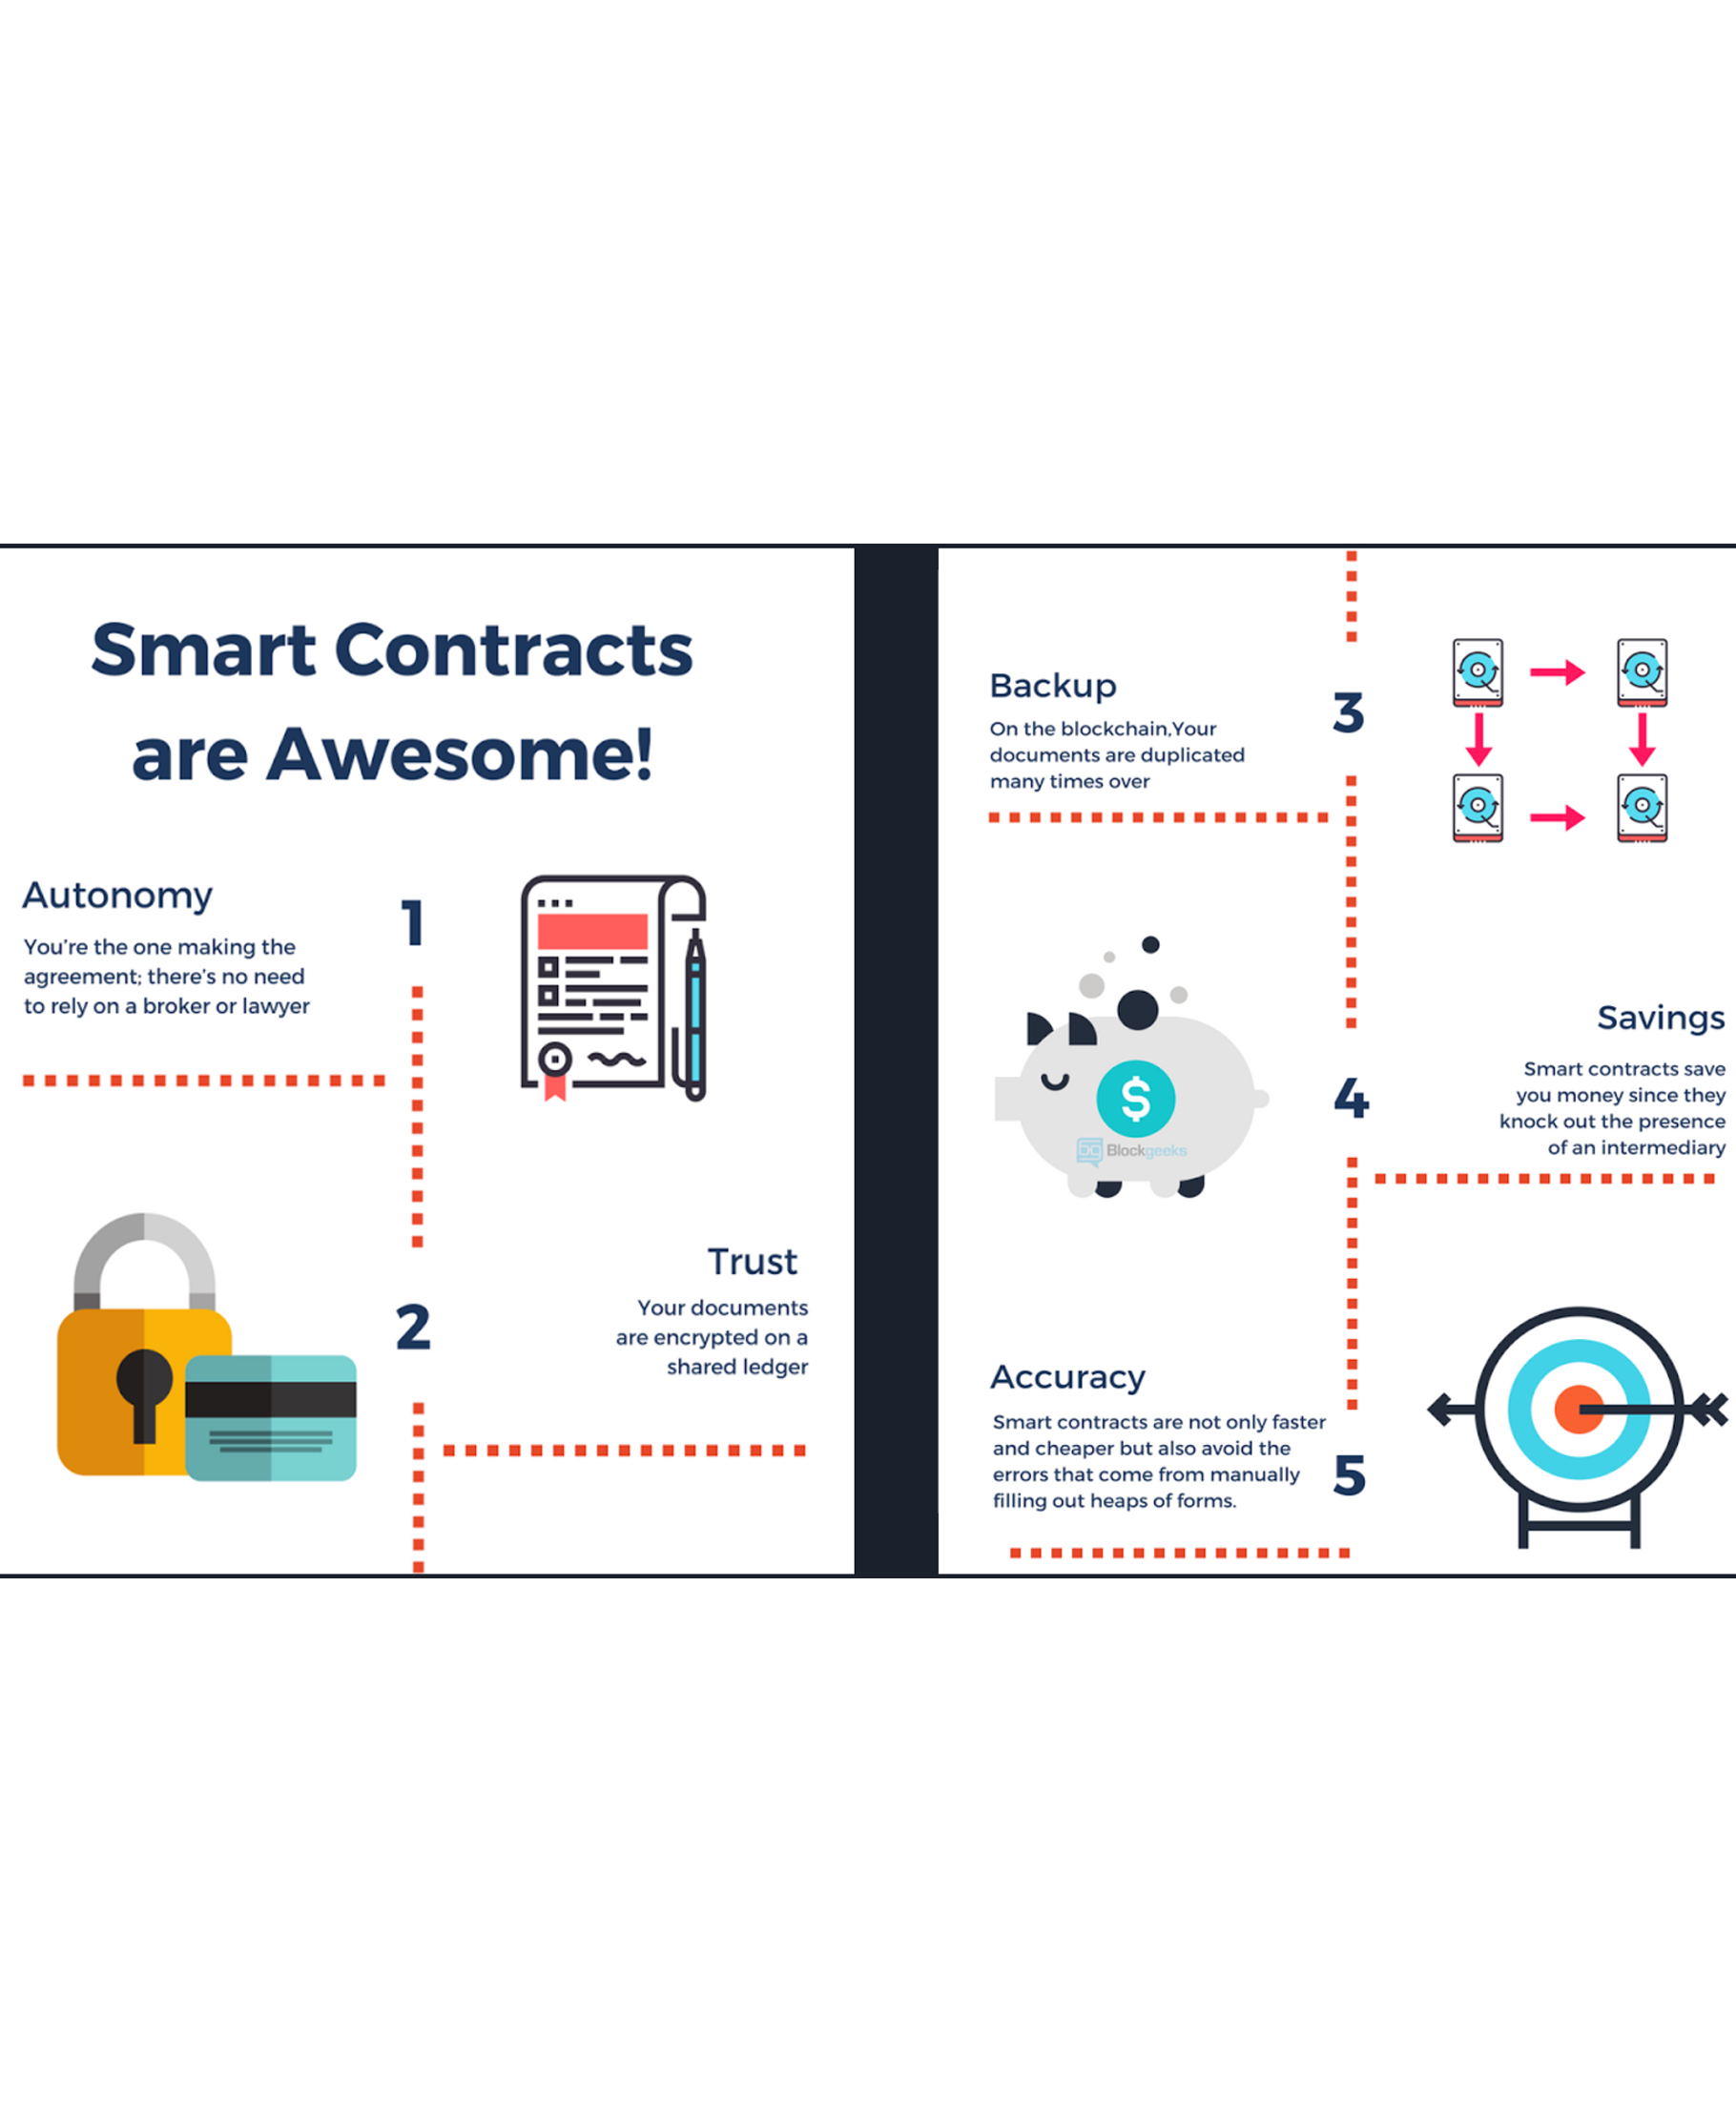 Smart Contracts
are Awesome!
Autonomy
You're the one making the
agreement; there's no need
to rely on a broker or lawyer
1
2
Trust
Your documents
are encrypted on a
shared ledger
Backup
On the blockchain,Your
documents are duplicated
many times over
3
$
Blockgeeks
4
Savings
Smart contracts save
you money since they
knock out the presence
of an intermediary
Accuracy
Smart contracts are not only faster
and cheaper but also avoid the
errors that come from manually
filling out heaps of forms.
5